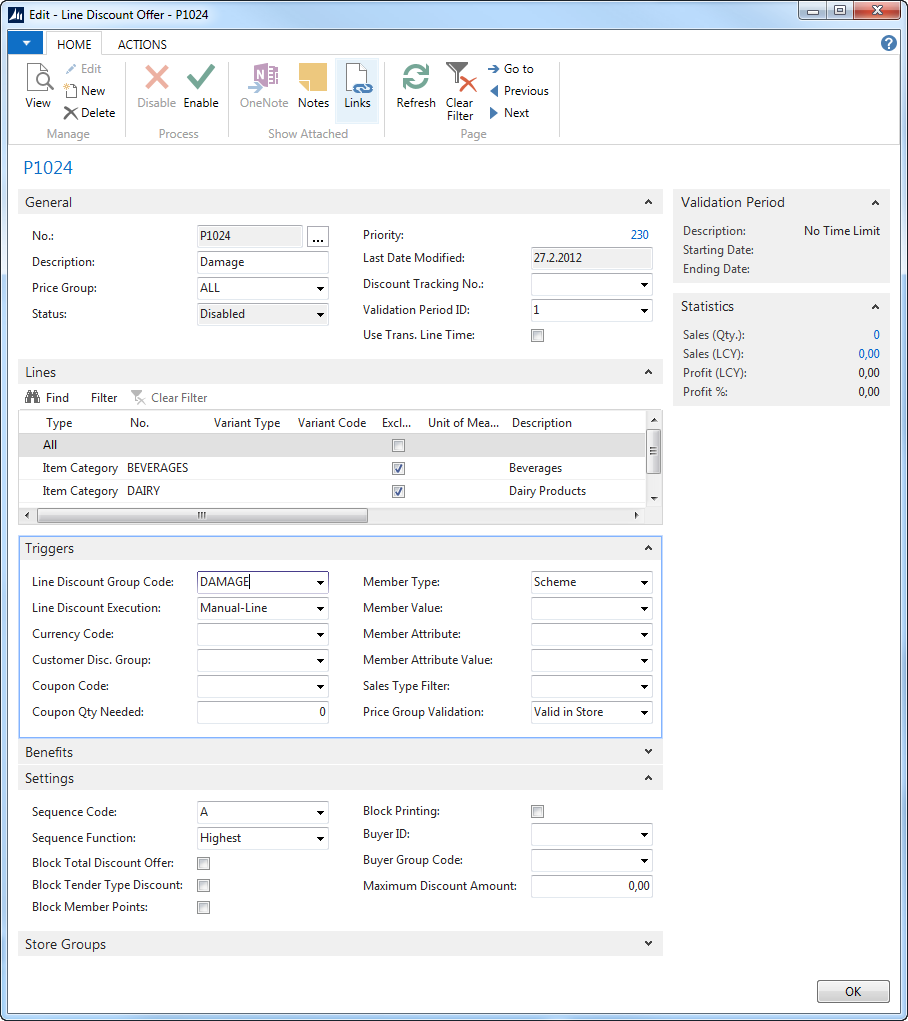 Edit - Line Discount Offer - P1024
HOME ACTIONS
View
Edit
New
Delete
Manage
Disable Enable
Process
OneNote Notes Links
Show Attached
Refresh Clear Filter
Go to
Previous
Next
Page
P1024
General
No.: P1024 ...
Description: Damage
Price Group: ALL
Status: Disabled
Priority: 230
Last Date Modified: 27.2.2012
Discount Tracking No.:
Validation Period ID: 1
Use Trans. Line Time:
Lines
Find Filter Clear Filter
Type No. Variant Type Variant Code Excl... Unit of Mea... Description
All
Item Category BEVERAGES Beverages
Item Category DAIRY Dairy Products
Triggers
Line Discount Group Code: DAMAGE
Line Discount Execution: Manual-Line
Currency Code:
Customer Disc. Group:
Coupon Code:
Coupon Qty Needed: 0
Member Type: Scheme
Member Value:
Member Attribute:
Member Attribute Value:
Sales Type Filter:
Price Group Validation: Valid in Store
Benefits
Settings
Sequence Code: A
Sequence Function: Highest
Block Total Discount Offer:
Block Tender Type Discount:
Block Member Points:
Block Printing:
Buyer ID:
Buyer Group Code:
Maximum Discount Amount: 0,00
Store Groups
Validation Period
Description: No Time Limit
Starting Date:
Ending Date:
Statistics
Sales (Qty.): 0
Sales (LCY): 0,00
Profit (LCY): 0,00
Profit %: 0,00
OK